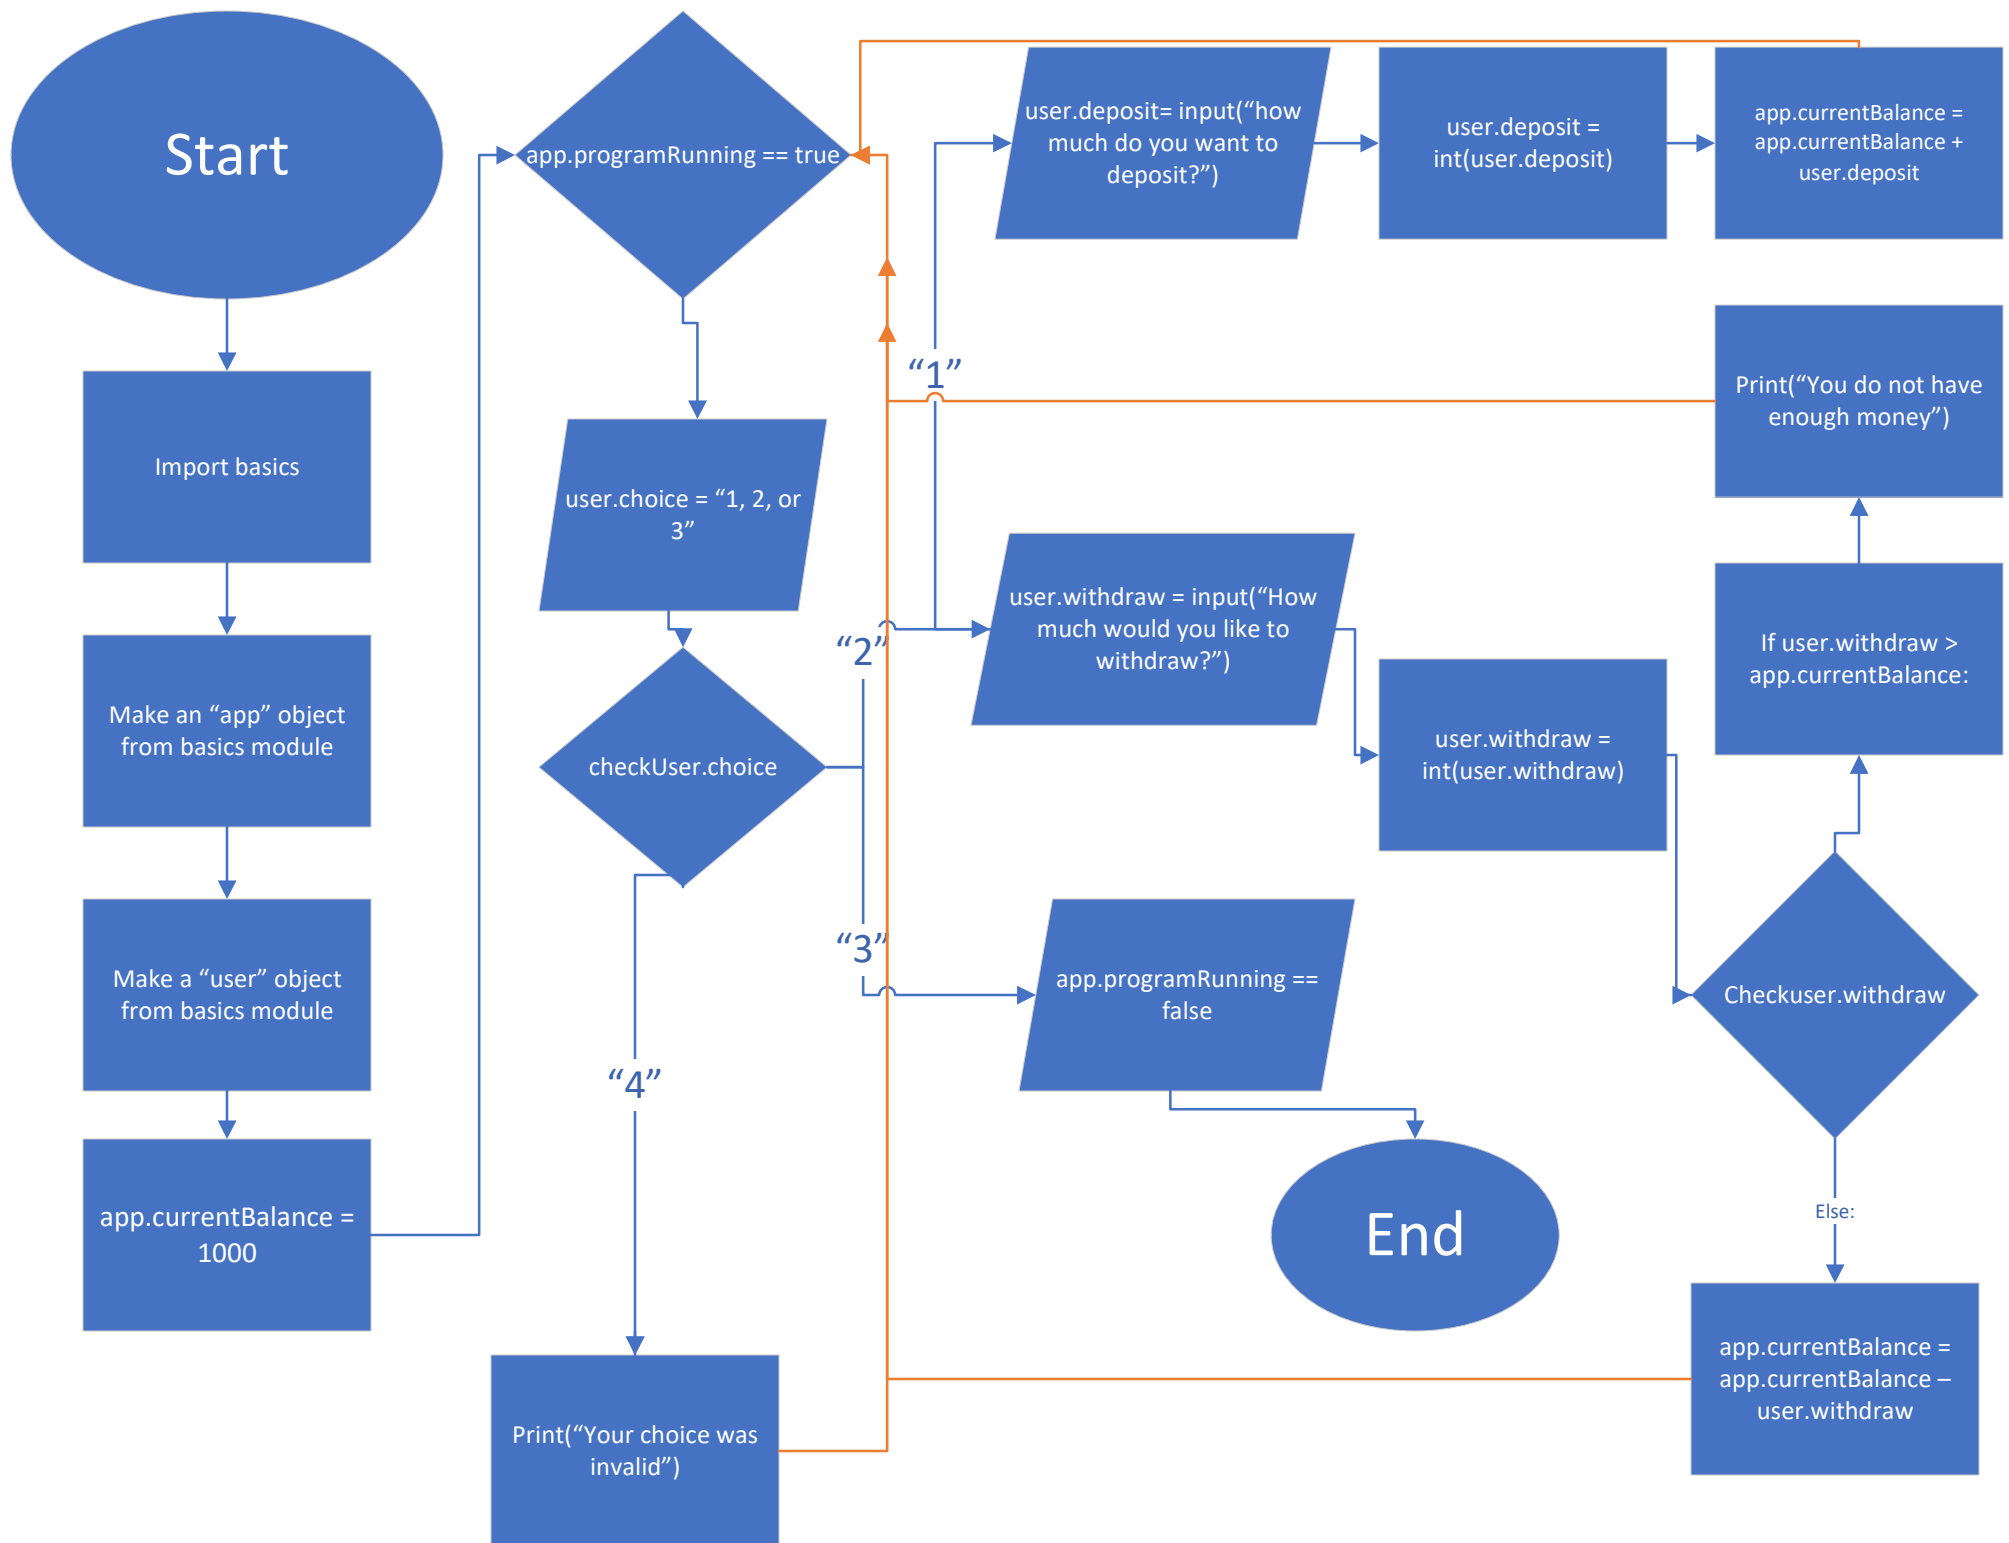 Start
Import basics
Make an “app” object
from basics module
Make a “user” object
from basics module
app.currentBalance =
1000
app.programRunning == true
user.choice = “1, 2, or
3”
checkUser.choice
“1”
“2”
“3”
“4”
Print(“Your choice was
invalid”)
user.deposit= input(“how
much do you want to
deposit?”)
user.deposit =
int(user.deposit)
app.currentBalance =
app.currentBalance +
user.deposit
user.withdraw = input(“How
much would you like to
withdraw?”)
user.withdraw =
int(user.withdraw)
Checkuser.withdraw
If user.withdraw >
app.currentBalance:
Print(“You do not have
enough money”)
Else:
app.currentBalance =
app.currentBalance –
user.withdraw
app.programRunning ==
false
End